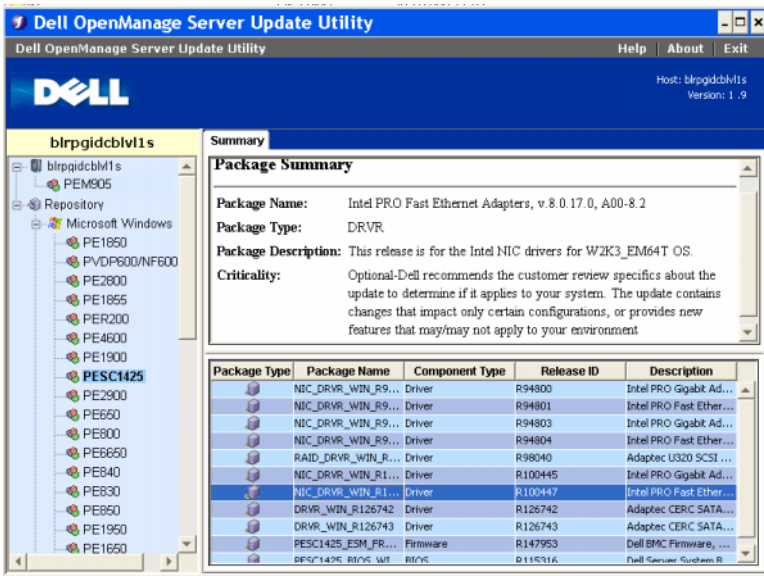 Dell OpenManage Server Update Utility
Dell OpenManage Server Update Utility
Help | About | Exit
DELL
Host: blrpgidcblvl1s
Version: 1 .9
blrpgidcblvl1s
blrpgidcblvl1s
PEM905
Repository
Microsoft Windows
PE1850
PVDP600/NF600
PE2800
PE1855
PER200
PE4600
PE1900
PESC1425
PE2900
PE650
PE800
PE6650
PE840
PE830
PE850
PE1950
PE1650
Summary
Package Summary
Package Name: Intel PRO Fast Ethernet Adapters, v.8.0.17.0, A00-8.2
Package Type: DRVR
Package Description: This release is for the Intel NIC drivers for W2K3_EM64T OS.
Criticality: Optional-Dell recommends the customer review specifics about the
update to determine if it applies to your system. The update contains
changes that impact only certain configurations, or provides new
features that may/may not apply to your environment
Package Type Package Name Component Type Release ID Description
NIC_DRVR_WIN_R9... Driver R94800 Intel PRO Gigabit Ad...
NIC_DRVR_WIN_R9... Driver R94801 Intel PRO Fast Ether...
NIC_DRVR_WIN_R9... Driver R94803 Intel PRO Gigabit Ad...
NIC_DRVR_WIN_R9... Driver R94804 Intel PRO Fast Ether...
RAID_DRVR_WIN_R... Driver R98040 Adaptec U320 SCSI ...
NIC_DRVR_WIN_R1... Driver R100445 Intel PRO Gigabit Ad...
NIC_DRVR_WIN_R1... Driver R100447 Intel PRO Fast Ether...
DRVR_WIN_R126742 Driver R126742 Adaptec CERC SATA...
DRVR_WIN_R126743 Driver R126743 Adaptec CERC SATA...
PESC1425_ESM_FR... Firmware R147953 Dell BMC Firmware, ...
PESC1425_BIOS_WI... BIOS R115316 Dell Server System B...